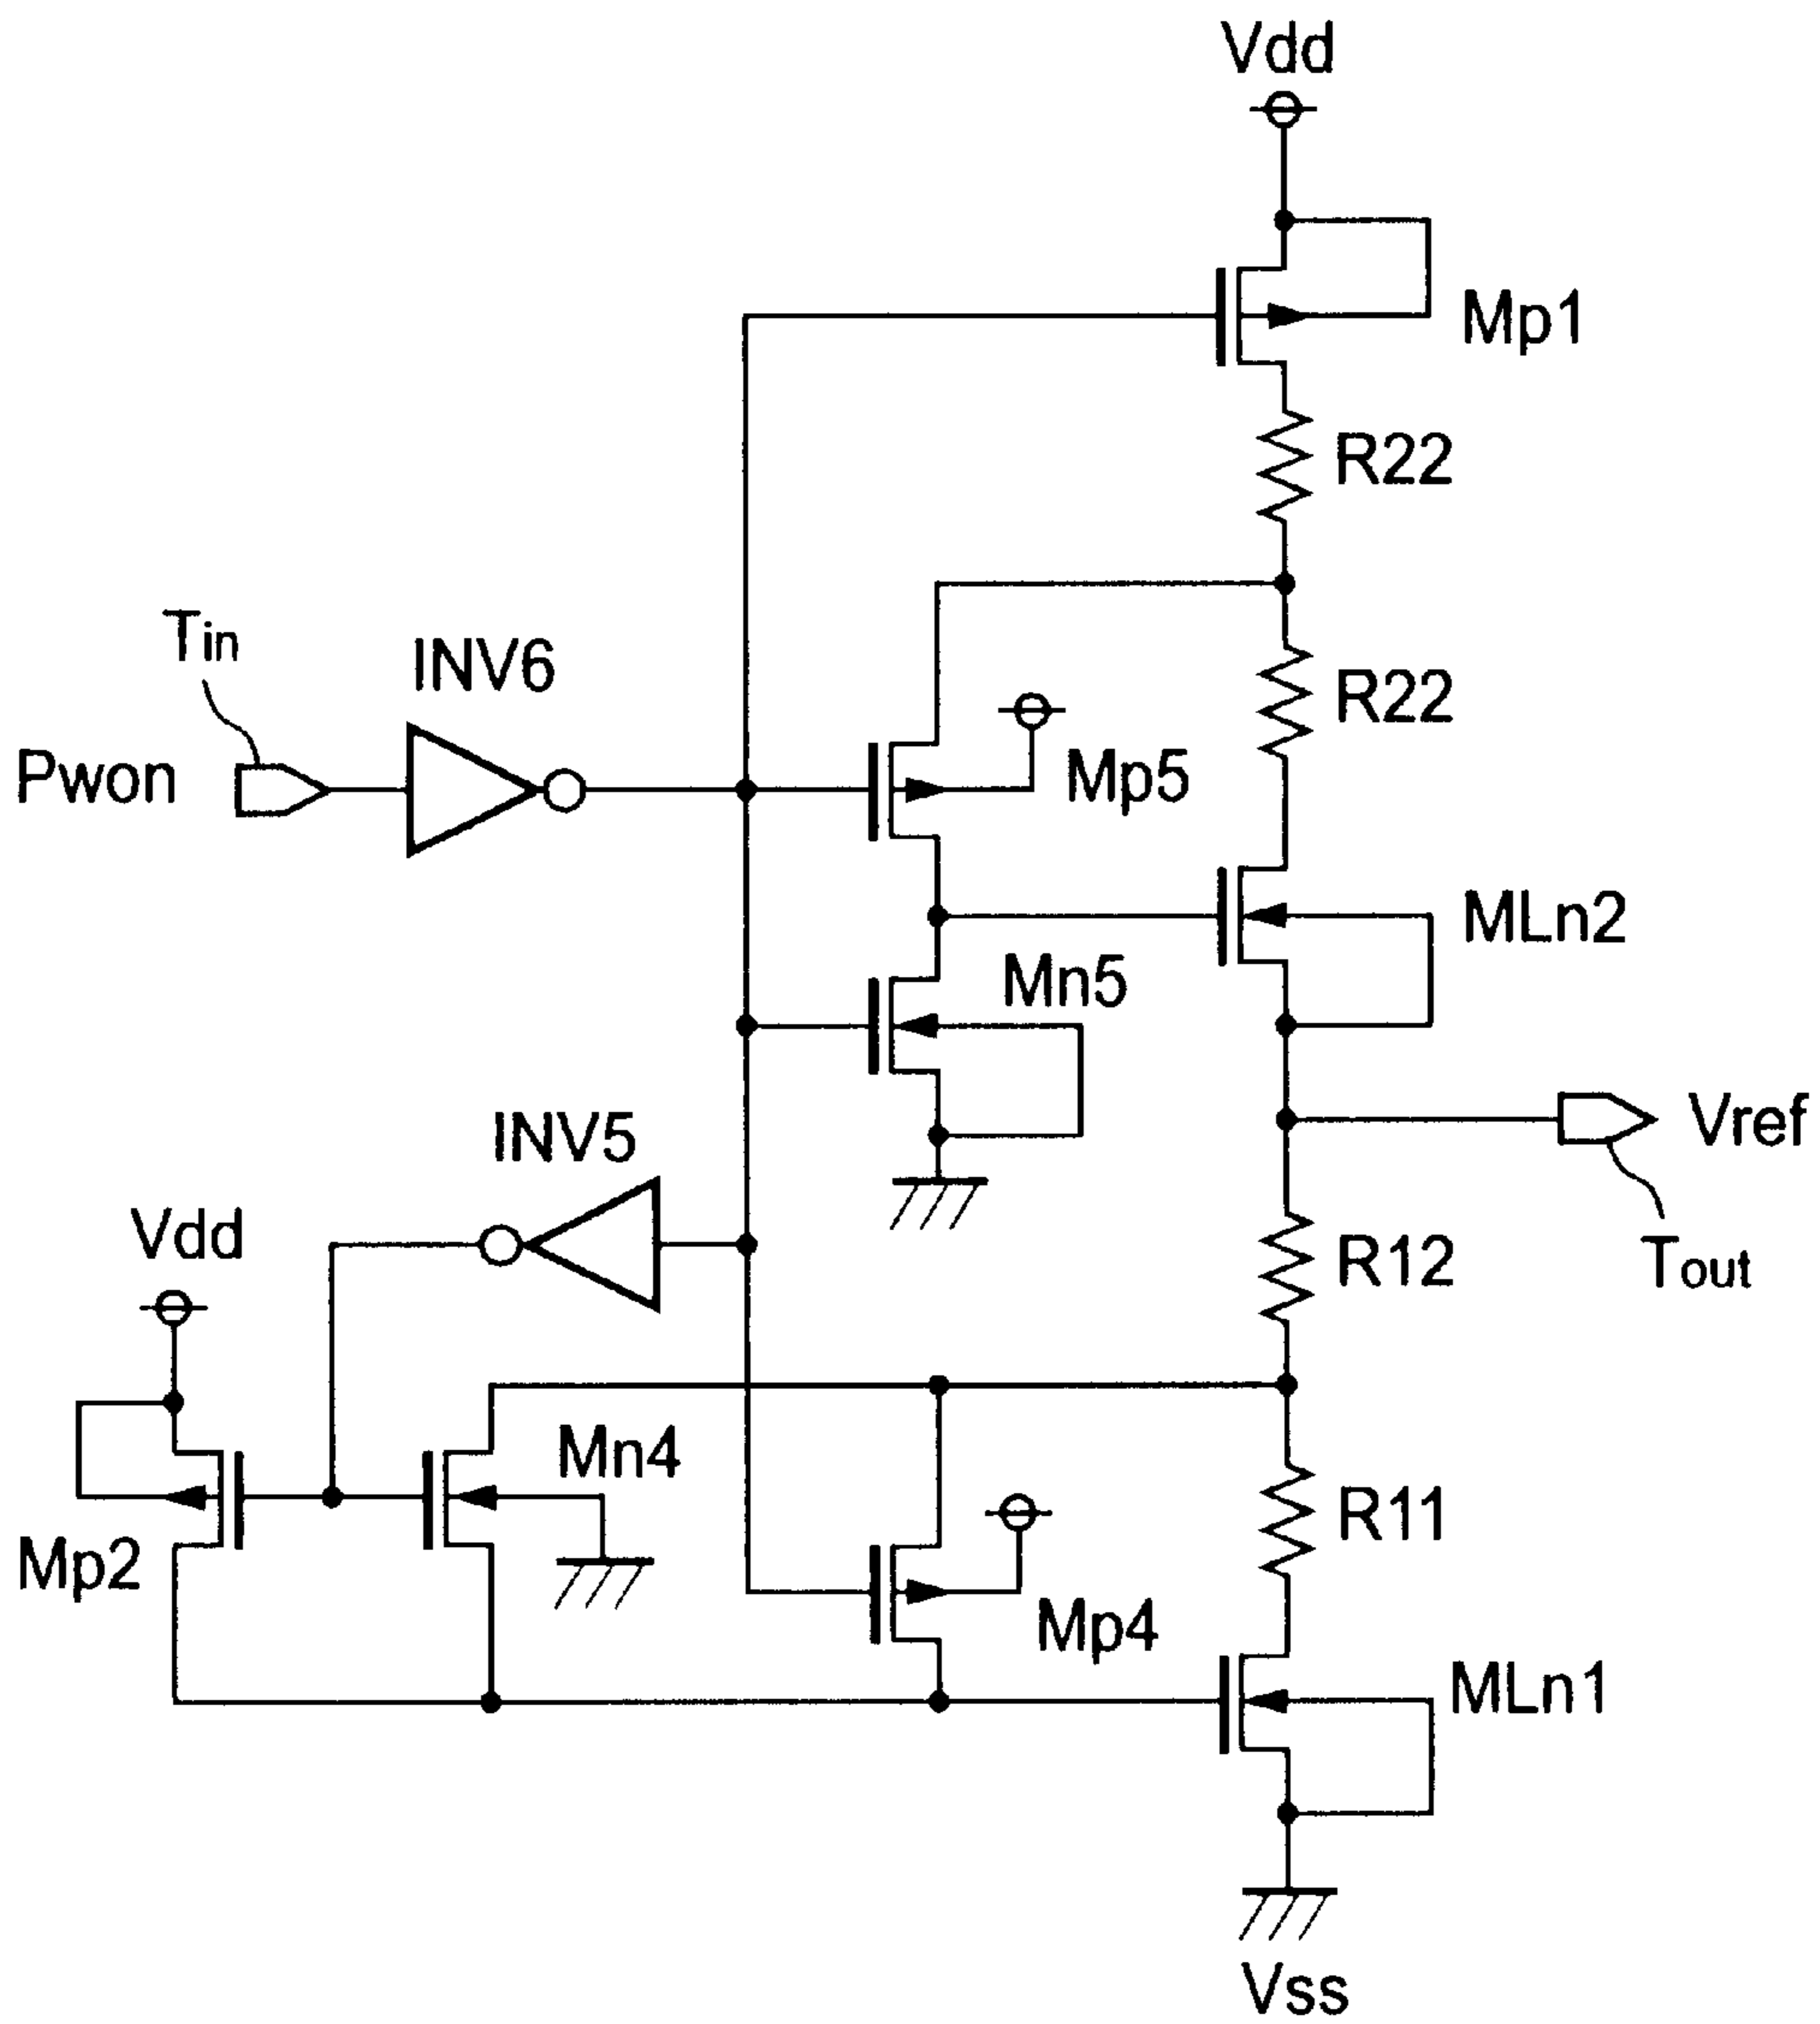 Vdd
Mp1
R22
Tin
INV6
R22
Pwon
Mp5
MLn2
Mn5
INV5
Vref
Vdd
R12
Tout
Mn4
R11
Mp2
Mp4
MLn1
Vss